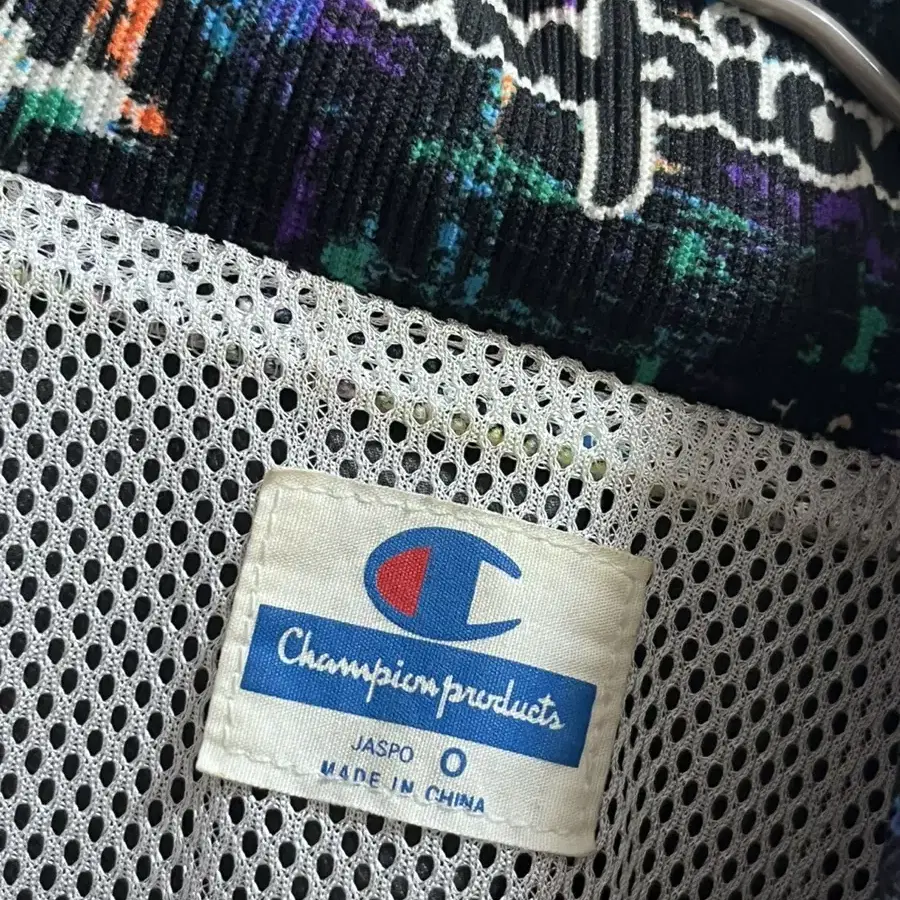 Champion products
JASPO O
MADE IN CHINA